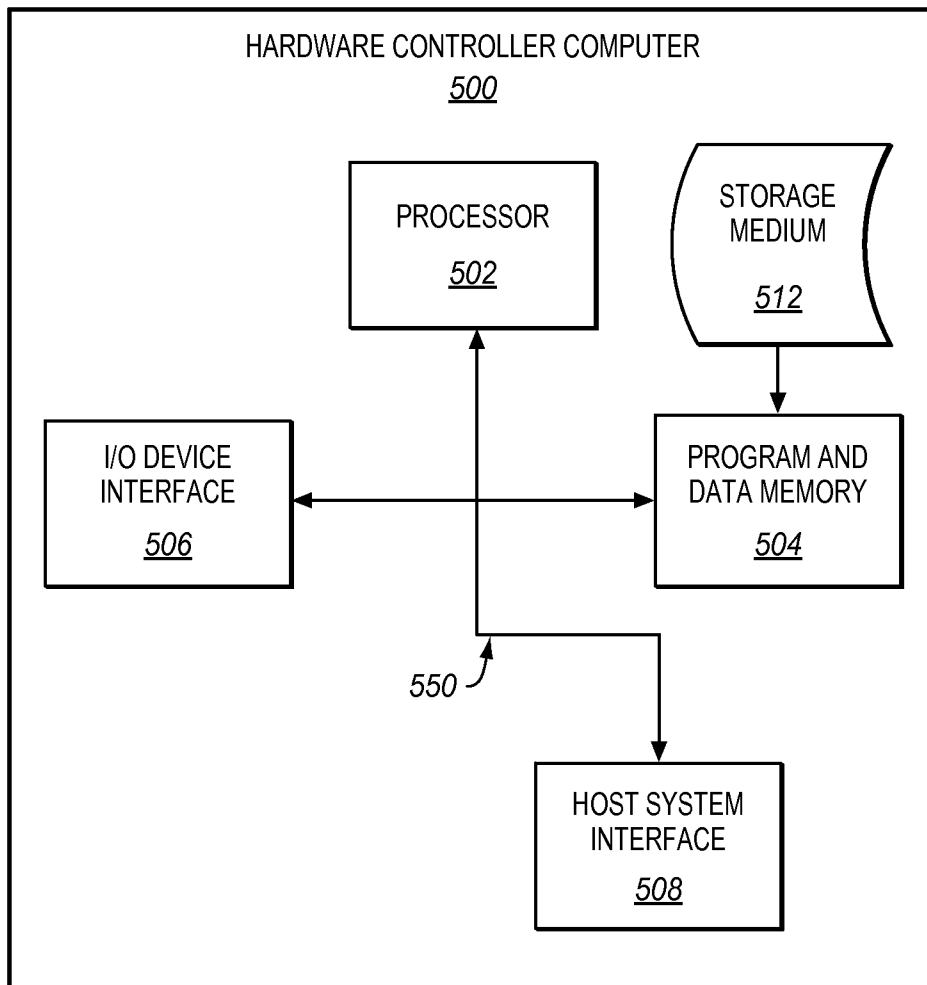 HARDWARE CONTROLLER COMPUTER
500
PROCESSOR
502
STORAGE
MEDIUM
512
I/O DEVICE
INTERFACE
506
PROGRAM AND
DATA MEMORY
504
550
HOST SYSTEM
INTERFACE
508